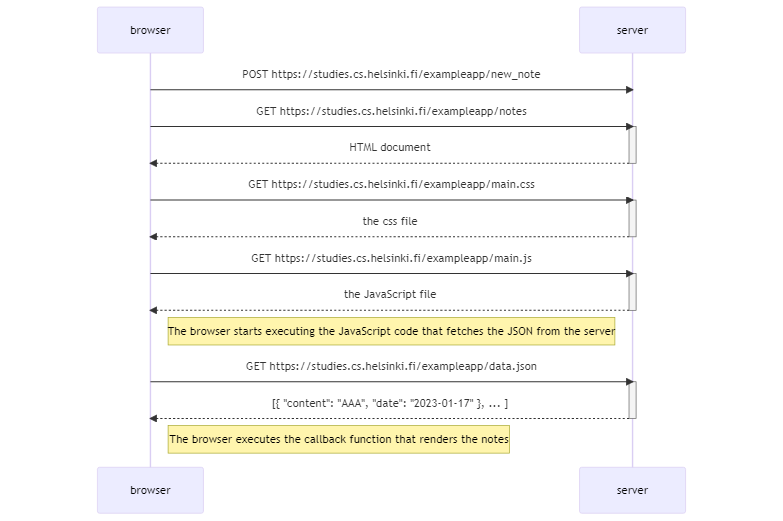 browser
server
POST https://studies.cs.helsinki.fi/exampleapp/new_note
GET https://studies.cs.helsinki.fi/exampleapp/notes
HTML document
GET https://studies.cs.helsinki.fi/exampleapp/main.css
the css file
GET https://studies.cs.helsinki.fi/exampleapp/main.js
the JavaScript file
The browser starts executing the JavaScript code that fetches the JSON from the server
GET https://studies.cs.helsinki.fi/exampleapp/data.json
[{ "content": "AAA", "date": "2023-01-17" }, ... ]
The browser executes the callback function that renders the notes
browser
server